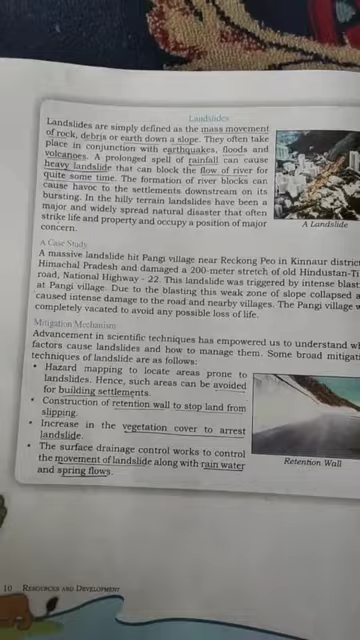 Landslides
Landslides are simply defined as the mass movement
of rock, debris or earth down a slope. They often take
place in conjunction with earthquakes, floods and
volcanoes. A prolonged spell of rainfall can cause
heavy landslide that can block the flow of river for
quite some time. The formation of river blocks can
cause havoc to the settlements downstream on its
bursting. In the hilly terrain landslides have been a
major and widely spread natural disaster that often
strike life and property and occupy a position of major
concern.
A Landslide
A Case Study
A massive landslide hit Pangi village near Reckong Peo in Kinnaur district
Himachal Pradesh and damaged a 200-meter stretch of old Hindustan-Ti
road, National Highway - 22. This landslide was triggered by intense blast
at Pangi village. Due to the blasting this weak zone of slope collapsed a
caused intense damage to the road and nearby villages. The Pangi village w
completely vacated to avoid any possible loss of life.
Mitigation Mechanism
Advancement in scientific techniques has empowered us to understand wh
factors cause landslides and how to manage them. Some broad mitigati
techniques of landslide are as follows:
• Hazard mapping to locate areas prone to
landslides. Hence, such areas can be avoided
for building settlements.
• Construction of retention wall to stop land from
slipping.
• Increase in the vegetation cover to arrest
landslide.
• The surface drainage control works to control
the movement of landslide along with rain water
and spring flows.
Retention Wall
10 RESOURCES AND DEVELOPMENT